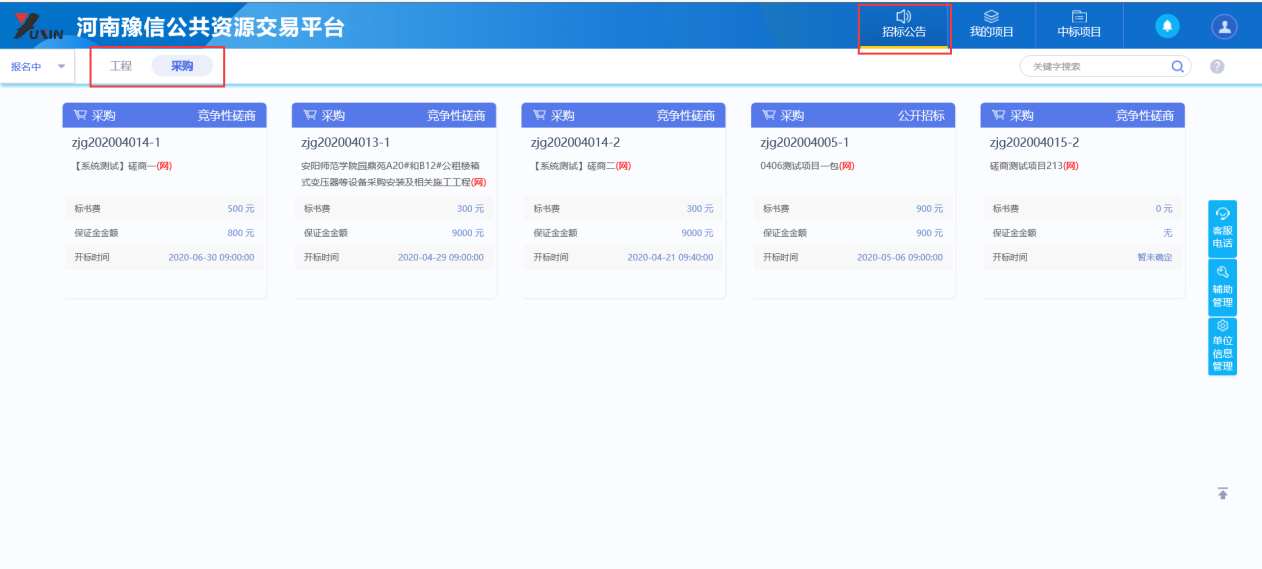 YUXIN 河南豫信公共资源交易平台
招标公告 我的项目 中标项目
报名中 工程 采购 关键字搜索 ?
采购 竞争性磋商
zjg202004014-1
【系统测试】磋商一(网)
标书费 500 元
保证金金额 800 元
开标时间 2020-06-30 09:00:00
采购 竞争性磋商
zjg202004013-1
安阳师范学院园鼎苑A20#和B12#公租楼箱
式变压器等设备采购安装及相关施工工程(网)
标书费 300 元
保证金金额 9000 元
开标时间 2020-04-29 09:00:00
采购 竞争性磋商
zjg202004014-2
【系统测试】磋商二(网)
标书费 300 元
保证金金额 9000 元
开标时间 2020-04-21 09:40:00
采购 公开招标
zjg202004005-1
0406测试项目一包(网)
标书费 900 元
保证金金额 900 元
开标时间 2020-05-06 09:00:00
采购 竞争性磋商
zjg202004015-2
磋商测试项目213(网)
标书费 0 元
保证金金额 无
开标时间 暂未确定
客服
电话
辅助
管理
单位
信息
管理